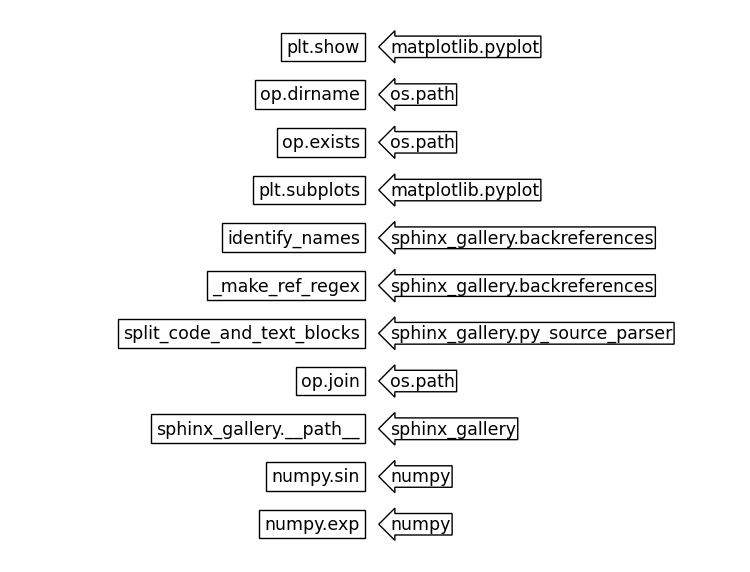 plt.show matplotlib.pyplot
op.dirname os.path
op.exists os.path
plt.subplots matplotlib.pyplot
identify_names sphinx_gallery.backreferences
_make_ref_regex sphinx_gallery.backreferences
split_code_and_text_blocks sphinx_gallery.py_source_parser
op.join os.path
sphinx_gallery.__path__ sphinx_gallery
numpy.sin numpy
numpy.exp numpy